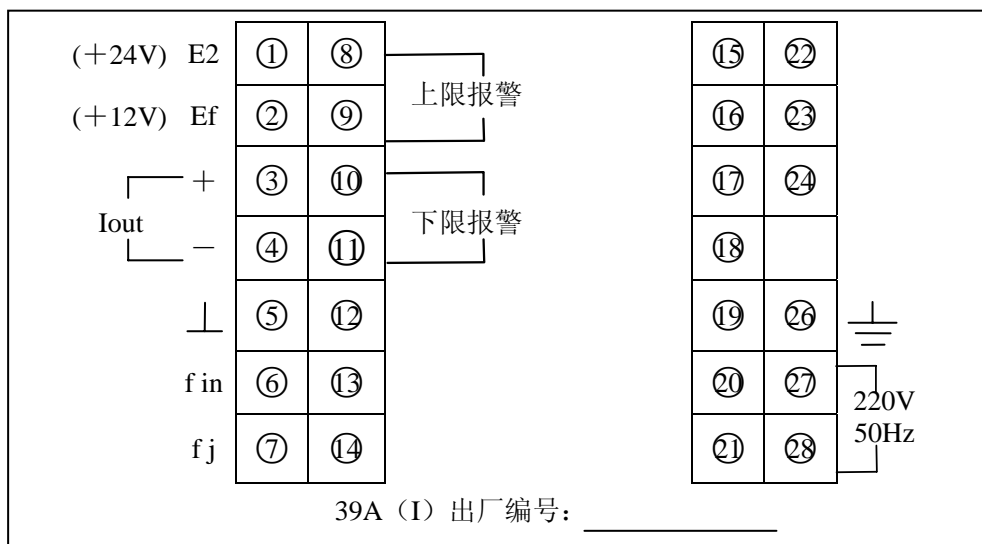 (+24V) E2 ① ⑧ ⑮ ㉒
上限报警
(+12V) Ef ② ⑨ ⑯ ㉓
+ ③ ⑩ ⑰ ㉔
Iout 下限报警
- ④ ⑪ ⑱
⊥ ⑤ ⑫ ⑲ ㉖
f in ⑥ ⑬ ⑳ ㉗
220V
50Hz
f j ⑦ ⑭ ㉑ ㉘
39A（I）出厂编号：